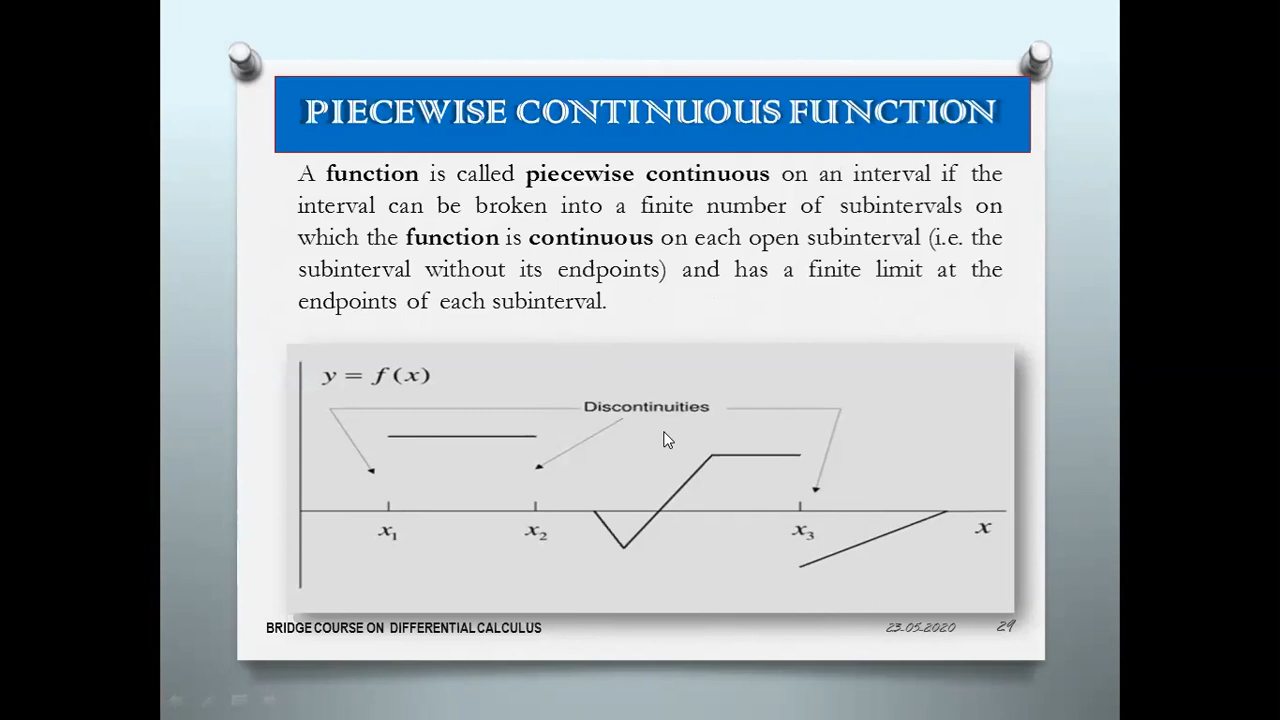 PIECEWISE CONTINUOUS FUNCTION
A function is called piecewise continuous on an interval if the
interval can be broken into a finite number of subintervals on
which the function is continuous on each open subinterval (i.e. the
subinterval without its endpoints) and has a finite limit at the
endpoints of each subinterval.
y = f(x)
Discontinuities
x₁ x₂ x₃ x
BRIDGE COURSE ON DIFFERENTIAL CALCULUS 23.05.2020 29